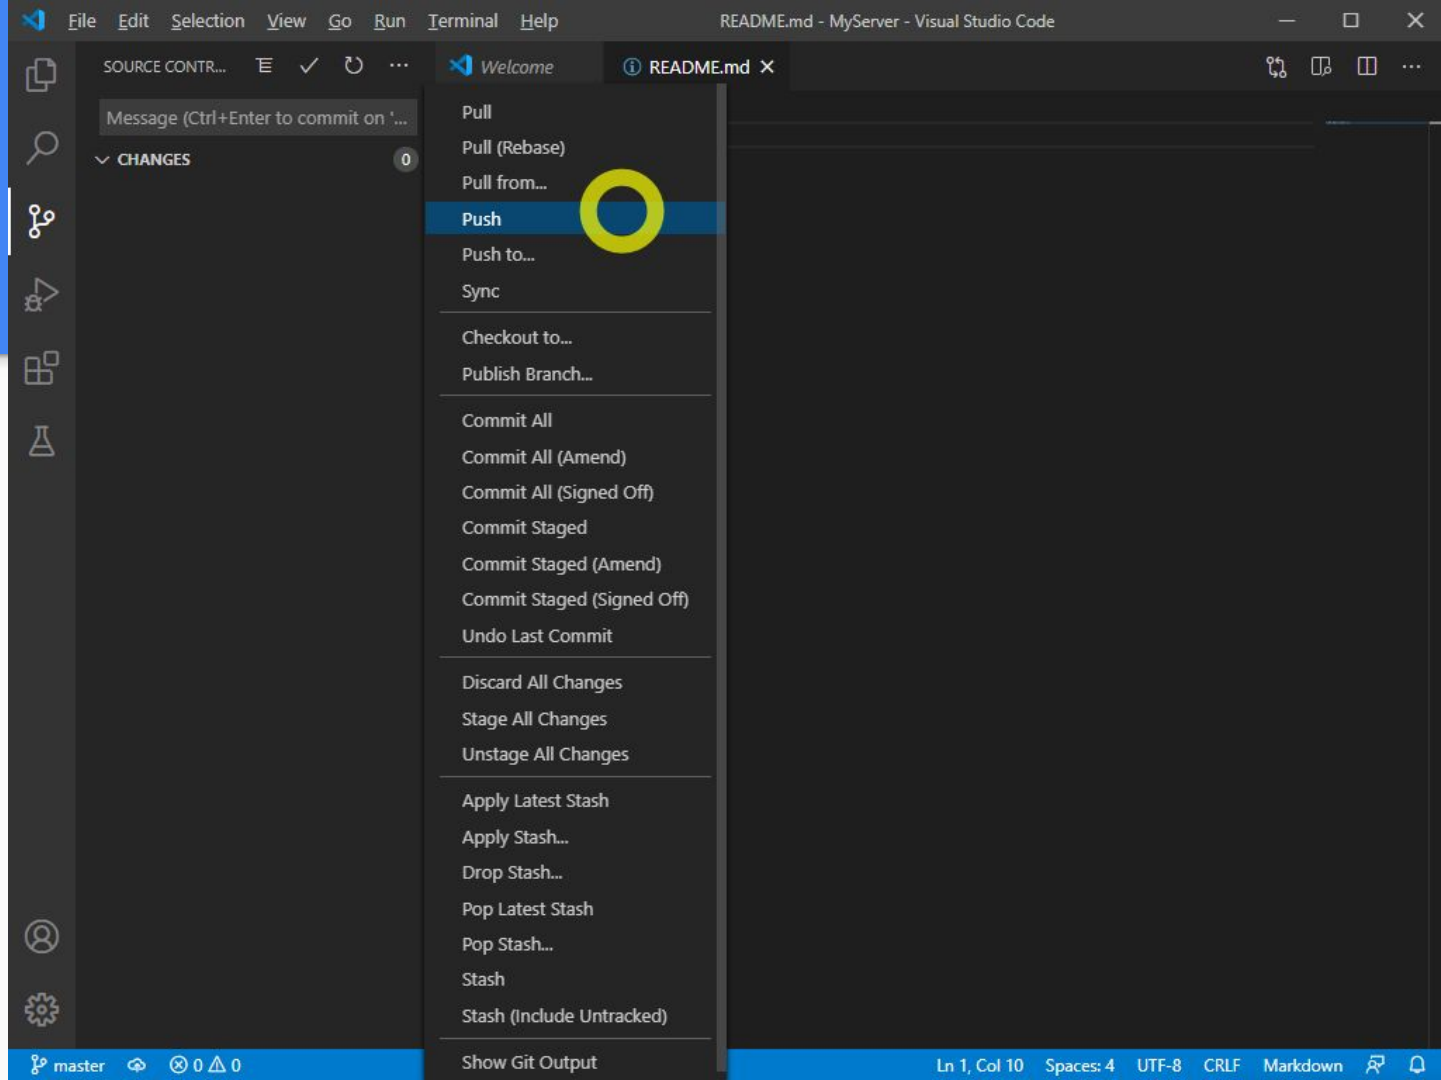 File Edit Selection View Go Run Terminal Help README.md - MyServer - Visual Studio Code
SOURCE CONTR... Welcome README.md
Message (Ctrl+Enter to commit on '...
CHANGES 0
Pull
Pull (Rebase)
Pull from...
Push
Push to...
Sync
Checkout to...
Publish Branch...
Commit All
Commit All (Amend)
Commit All (Signed Off)
Commit Staged
Commit Staged (Amend)
Commit Staged (Signed Off)
Undo Last Commit
Discard All Changes
Stage All Changes
Unstage All Changes
Apply Latest Stash
Apply Stash...
Drop Stash...
Pop Latest Stash
Pop Stash...
Stash
Stash (Include Untracked)
Show Git Output
master 0 0 Ln 1, Col 10 Spaces: 4 UTF-8 CRLF Markdown